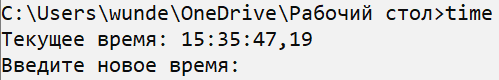 C:\Users\wunde\OneDrive\Рабочий стол>time
Текущее время: 15:35:47,19
Введите новое время: